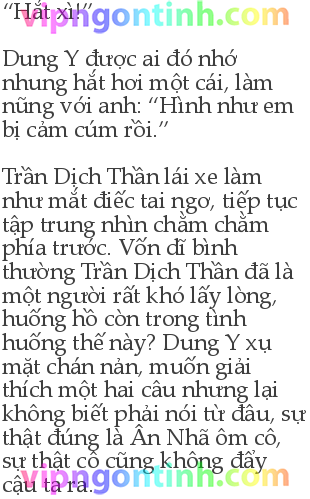 vipngontinh.com
“Hắt xì!”
Dung Y được ai đó nhớ
nhung hắt hơi một cái, làm
nũng với anh: “Hình như em
bị cảm cúm rồi.”
Trần Dịch Thần lái xe làm
như mắt điếc tai ngơ, tiếp tục
tập trung nhìn chằm chằm
phía trước. Vốn dĩ bình
thường Trần Dịch Thần đã là
một người rất khó lấy lòng,
huống hồ còn trong tình
huống thế này? Dung Y xụ
mặt chán nản, muốn giải
thích một hai câu nhưng lại
không biết phải nói từ đâu, sự
thật đúng là Ân Nhã ôm cô,
sự thật cô cũng không đẩy
cậu ta ra.
vipngontinh.com